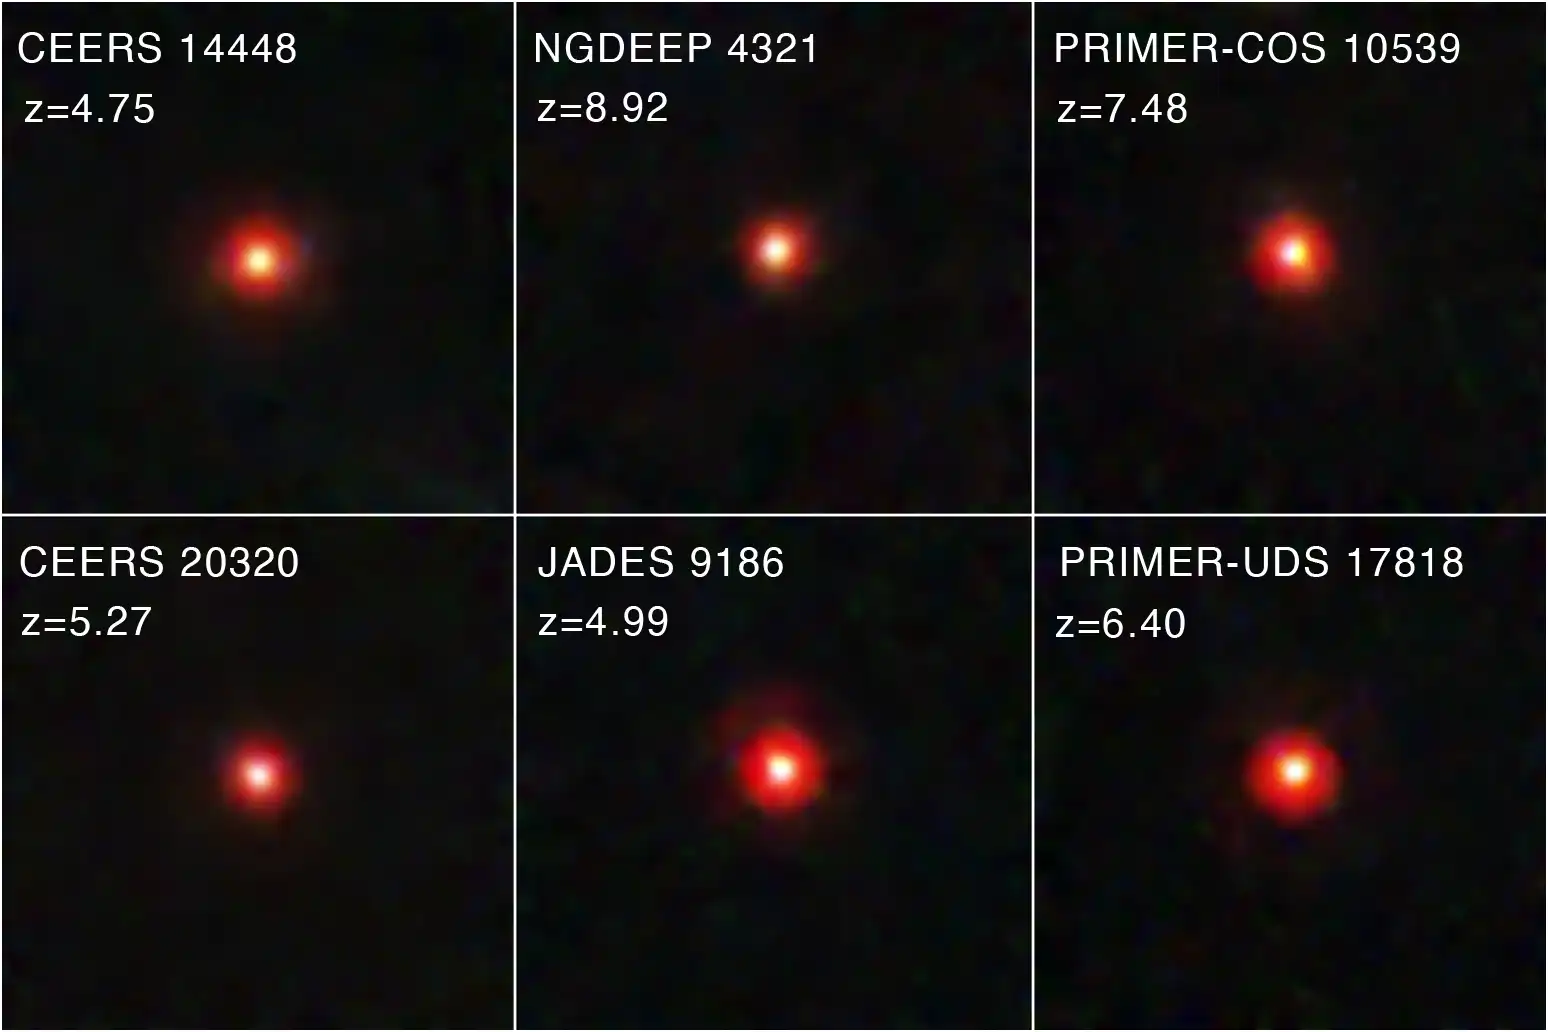 CEERS 14448
z=4.75
NGDEEP 4321
z=8.92
PRIMER-COS 10539
z=7.48
CEERS 20320
z=5.27
JADES 9186
z=4.99
PRIMER-UDS 17818
z=6.40